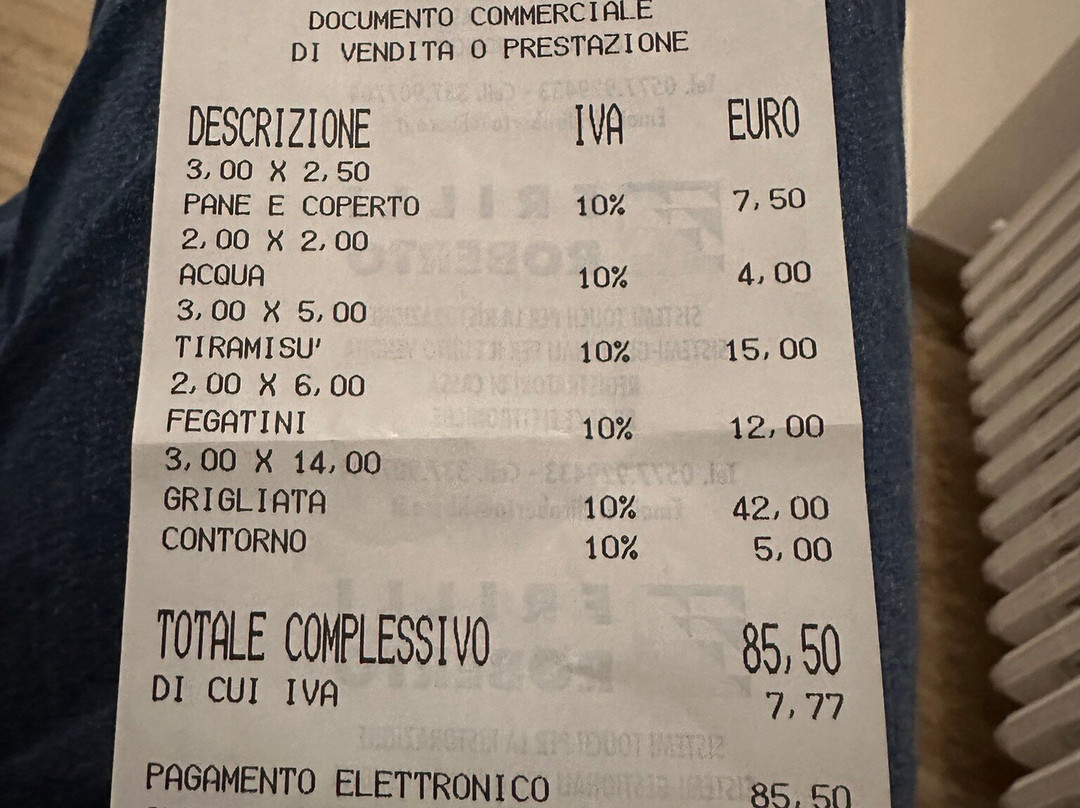 DOCUMENTO COMMERCIALE
DI VENDITA O PRESTAZIONE
DESCRIZIONE IVA EURO
3,00 X 2,50
PANE E COPERTO 10% 7,50
2,00 X 2,00
ACQUA 10% 4,00
3,00 X 5,00
TIRAMISU' 10% 15,00
2,00 X 6,00
FEGATINI 10% 12,00
3,00 X 14,00
GRIGLIATA 10% 42,00
CONTORNO 10% 5,00
TOTALE COMPLESSIVO 85,50
DI CUI IVA 7,77
PAGAMENTO ELETTRONICO 85,50